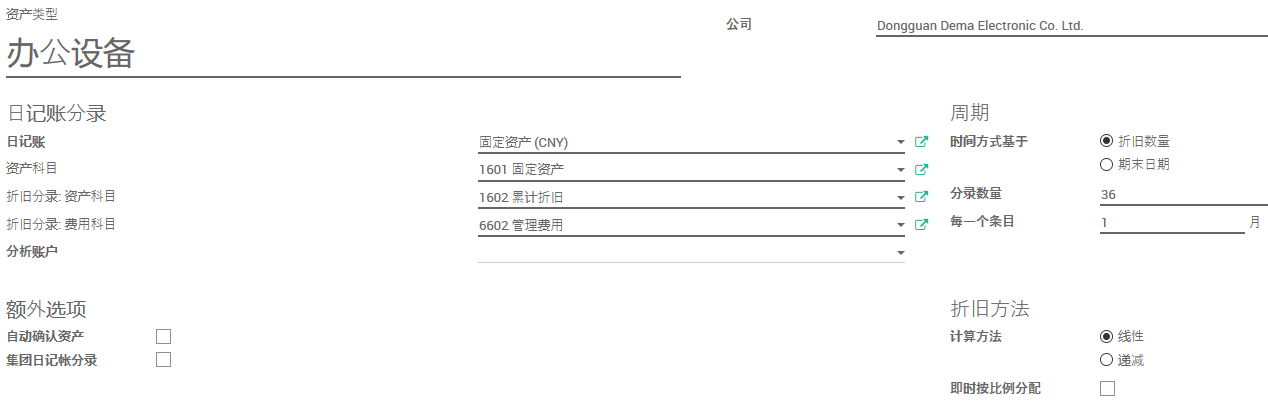 资产类型
办公设备
公司
Dongguan Dema Electronic Co. Ltd.
日记账分录
日记账
固定资产 (CNY)
资产科目
1601 固定资产
折旧分录: 资产科目
1602 累计折旧
折旧分录: 费用科目
6602 管理费用
分析账户
周期
时间方式基于
折旧数量
期末日期
分录数量
36
每一个条目
1
月
额外选项
自动确认资产
集团日记帐分录
折旧方法
计算方法
线性
递减
即时按比例分配